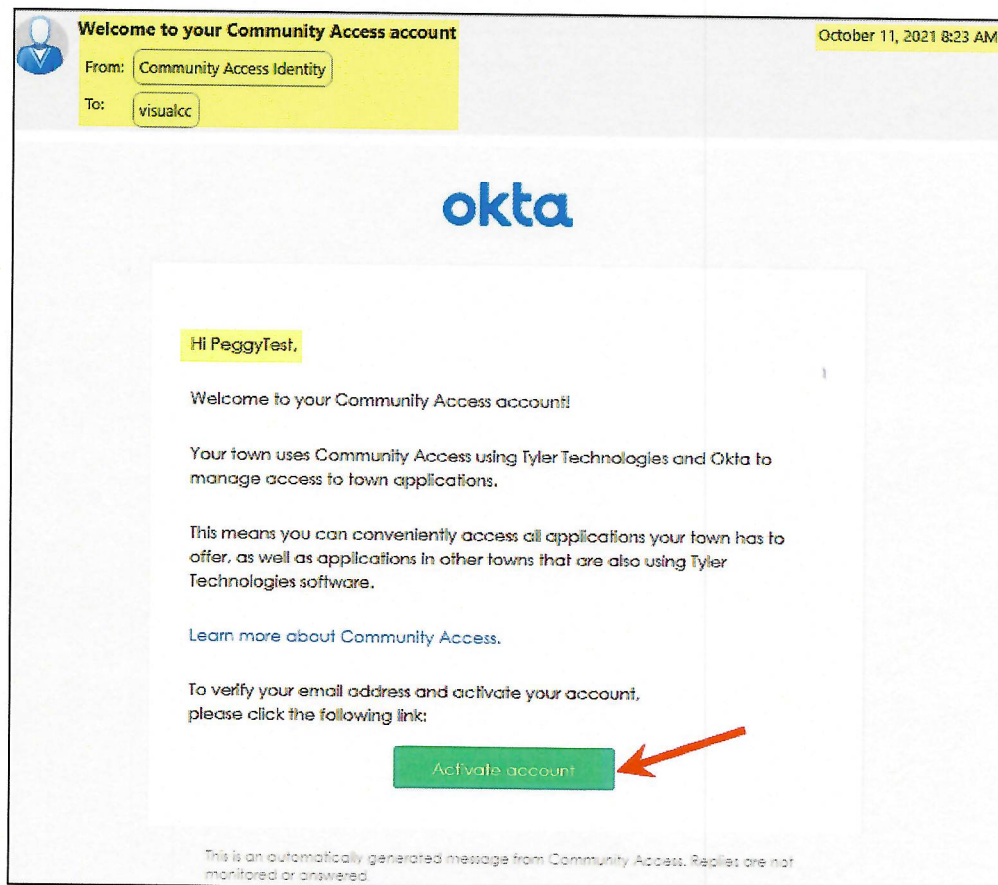 Welcome to your Community Access account
October 11, 2021 8:23 AM
From: Community Access Identity
To: visualcc
okta
Hi PeggyTest,
Welcome to your Community Access account!
Your town uses Community Access using Tyler Technologies and Okta to
manage access to town applications.
This means you can conveniently access all applications your town has to
offer, as well as applications in other towns that are also using Tyler
Technologies software.
Learn more about Community Access.
To verify your email address and activate your account,
please click the following link:
Activate account
This is an automatically generated message from Community Access. Replies are not
monitored or answered.